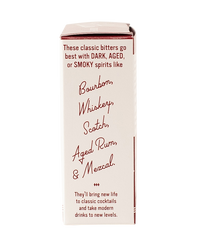 These classic bitters go
best with DARK, AGED,
or SMOKY spirits like
Bourbon,
Whiskey,
Scotch,
Aged Rum,
& Mezcal.
They'll bring new life
to classic cocktails
and take modern
drinks to new levels.